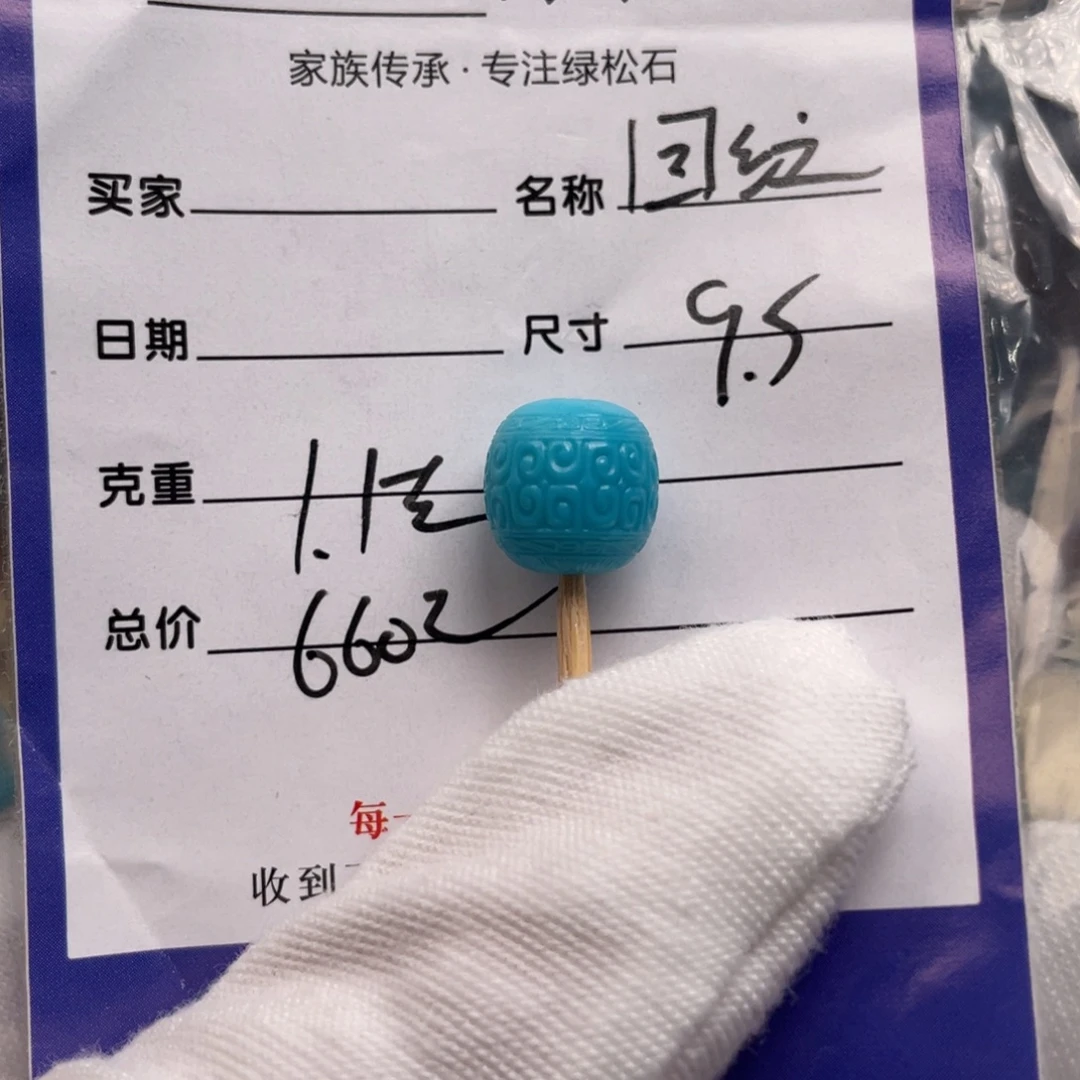 家族传承·专注绿松石
买家 名称 回纹
日期 尺寸 9.5
克重 1.1克
总价 660元
每
收到